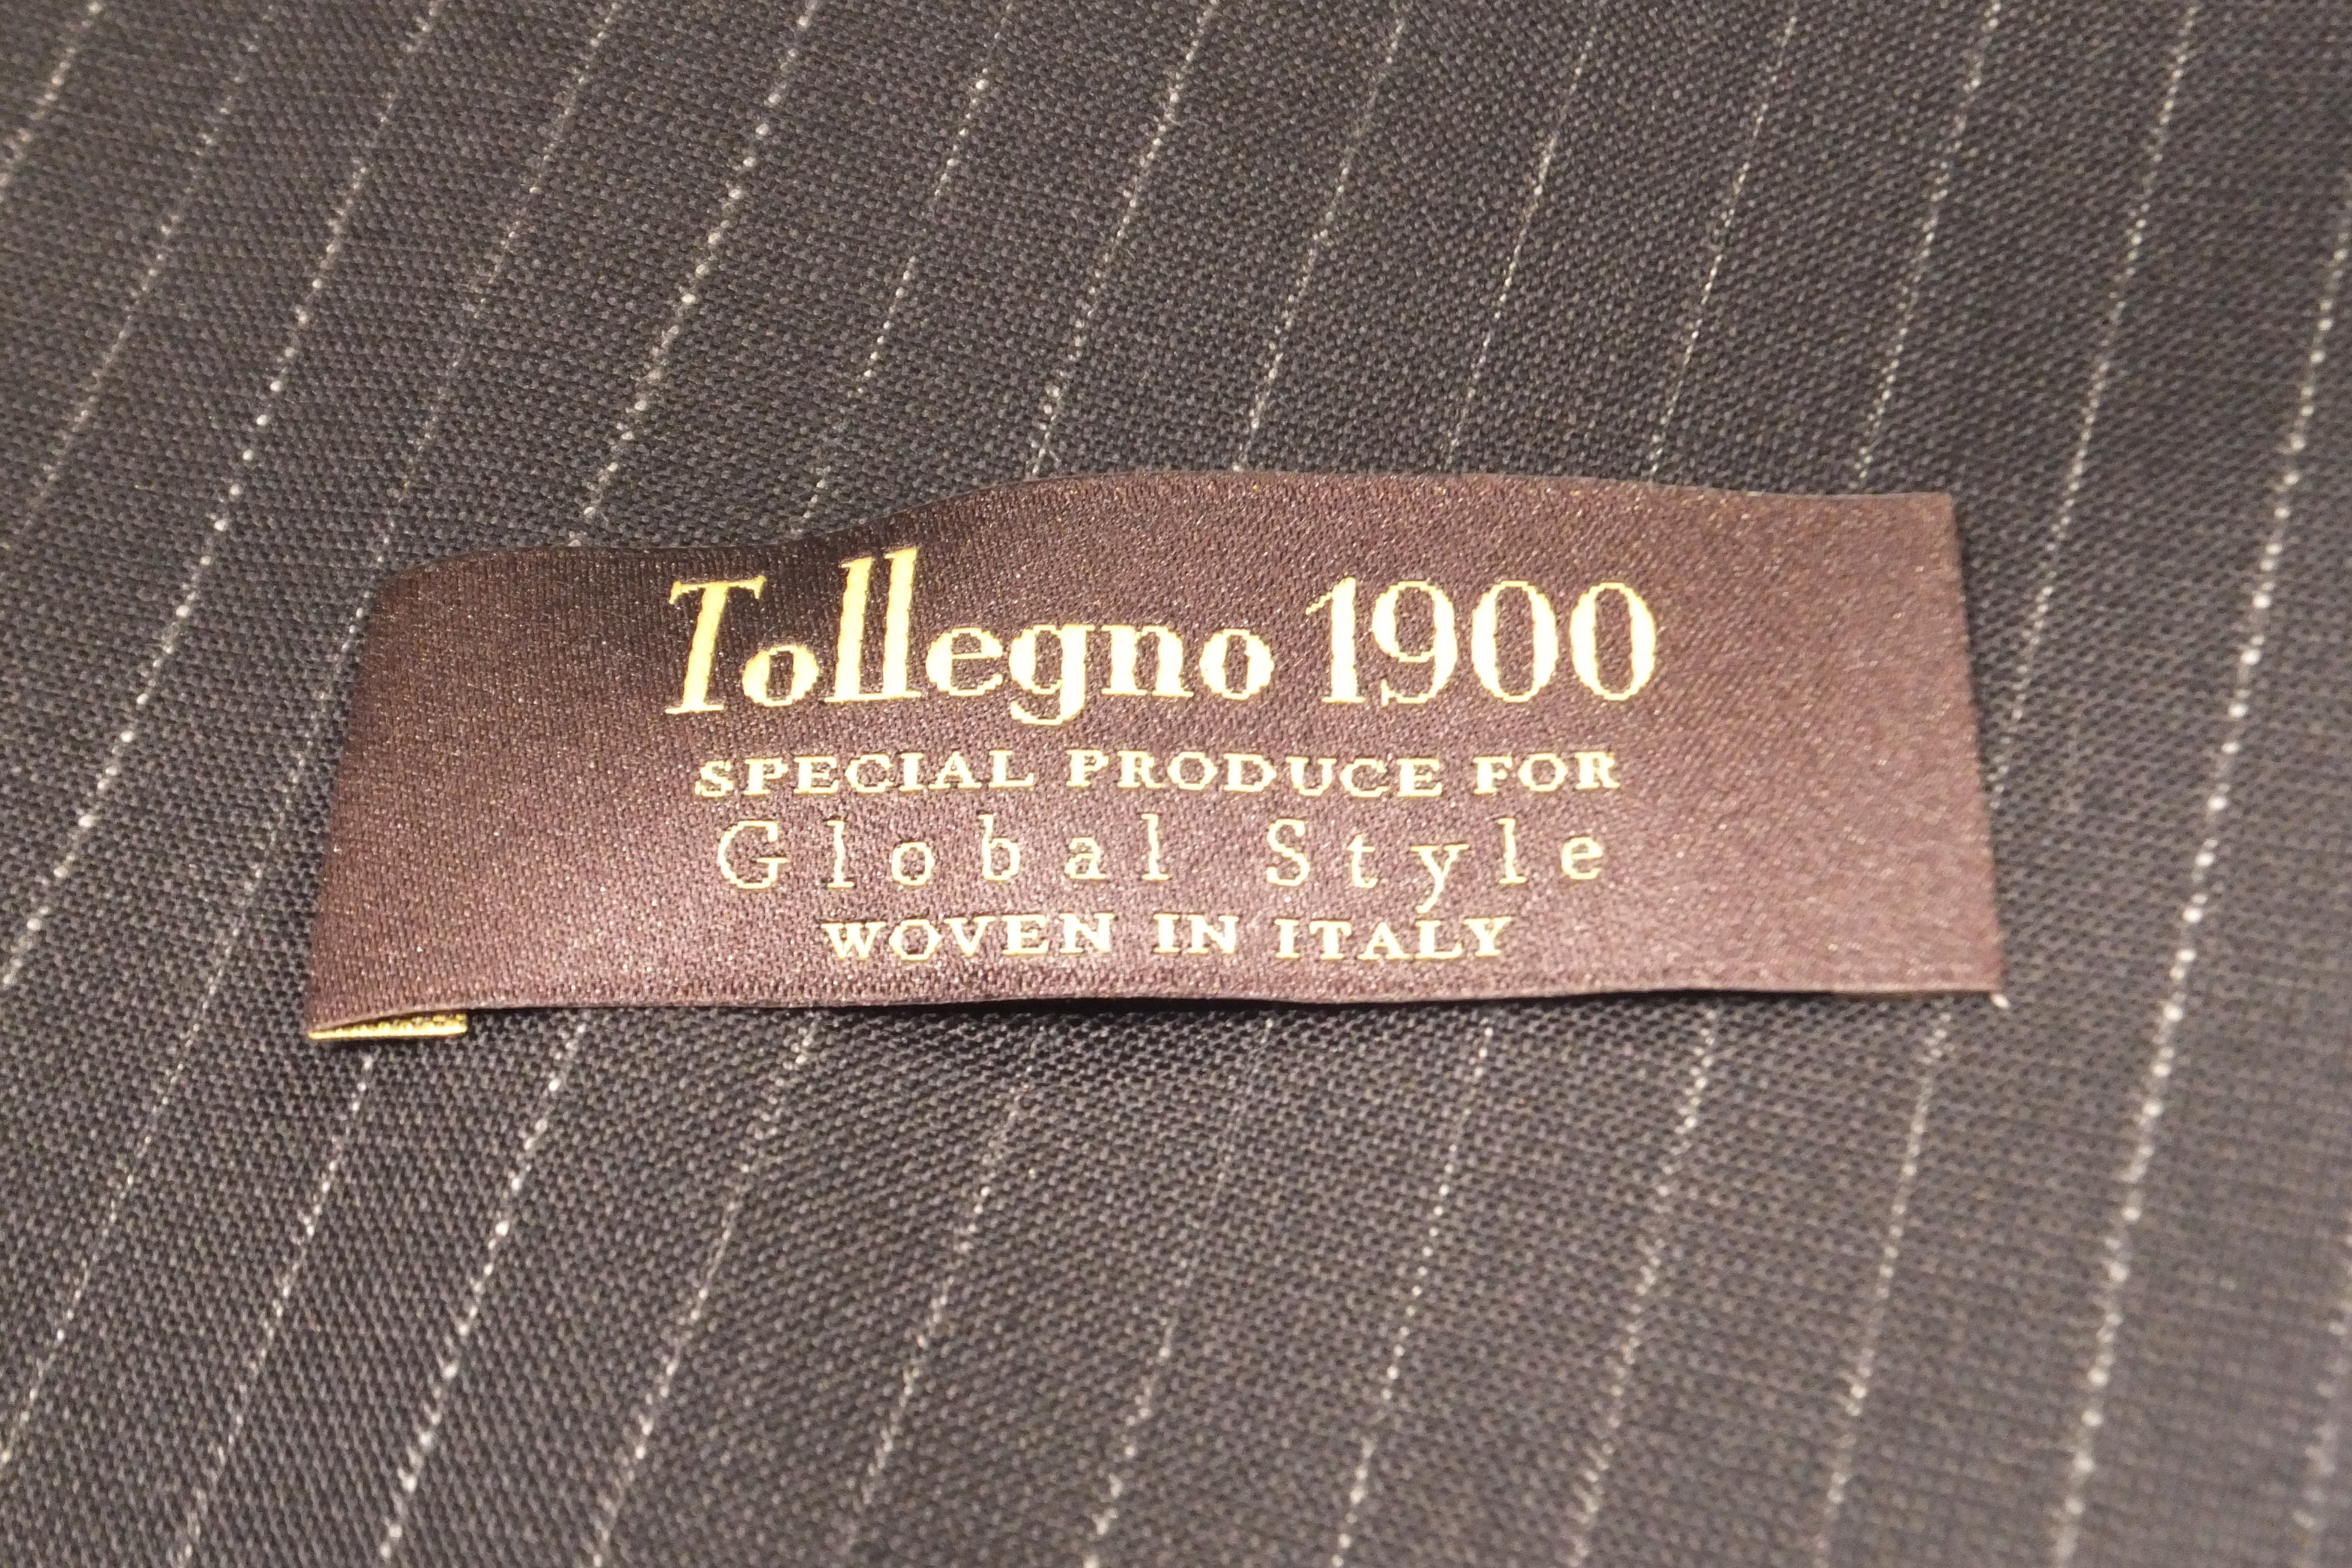 Tollegno 1900
SPECIAL PRODUCE FOR
Global Style
WOVEN IN ITALY